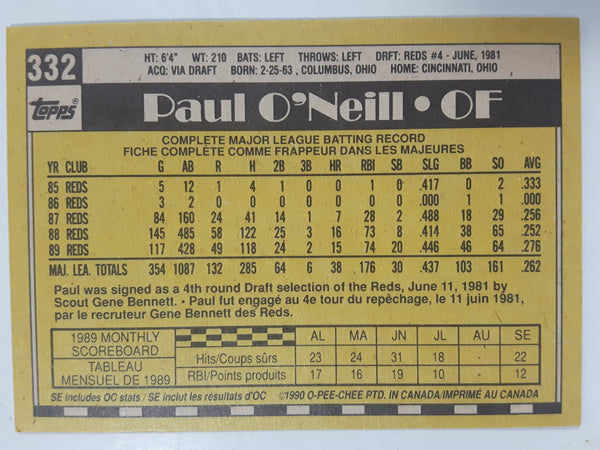 332
HT: 6'4" WT: 210 BATS: LEFT THROWS: LEFT DRFT: REDS #4 - JUNE, 1981
ACQ: VIA DRAFT BORN: 2-25-63, COLUMBUS, OHIO HOME: CINCINNATI, OHIO
TOPPS®
Paul O'Neill • OF
COMPLETE MAJOR LEAGUE BATTING RECORD
FICHE COMPLÈTE COMME FRAPPEUR DANS LES MAJEURES
YR CLUB G AB R H 2B 3B HR RBI SB SLG BB SO AVG
85 REDS 5 12 1 4 1 0 0 1 0 .417 0 2 .333
86 REDS 3 2 0 0 0 0 0 0 0 .000 1 1 .000
87 REDS 84 160 24 41 14 1 7 28 2 .488 18 29 .256
88 REDS 145 485 58 122 25 3 16 73 8 .414 38 65 .252
89 REDS 117 428 49 118 24 2 15 74 20 .446 46 64 .276
MAJ. LEA. TOTALS 354 1087 132 285 64 6 38 176 30 .437 103 161 .262
Paul was signed as a 4th round Draft selection of the Reds, June 11, 1981 by
Scout Gene Bennett. • Paul fut engagé au 4e tour du repêchage, le 11 juin 1981,
par le recruteur Gene Bennett des Reds.
1989 MONTHLY SCOREBOARD
TABLEAU MENSUEL DE 1989
AL MA JN JL AU SE
Hits/Coups sûrs 23 24 31 18 - 22
RBI/Points produits 17 16 19 10 - 12
SE includes OC stats / SE inclut les résultats d'OC ©1990 O-PEE-CHEE PTD. IN CANADA/IMPRIMÉ AU CANADA